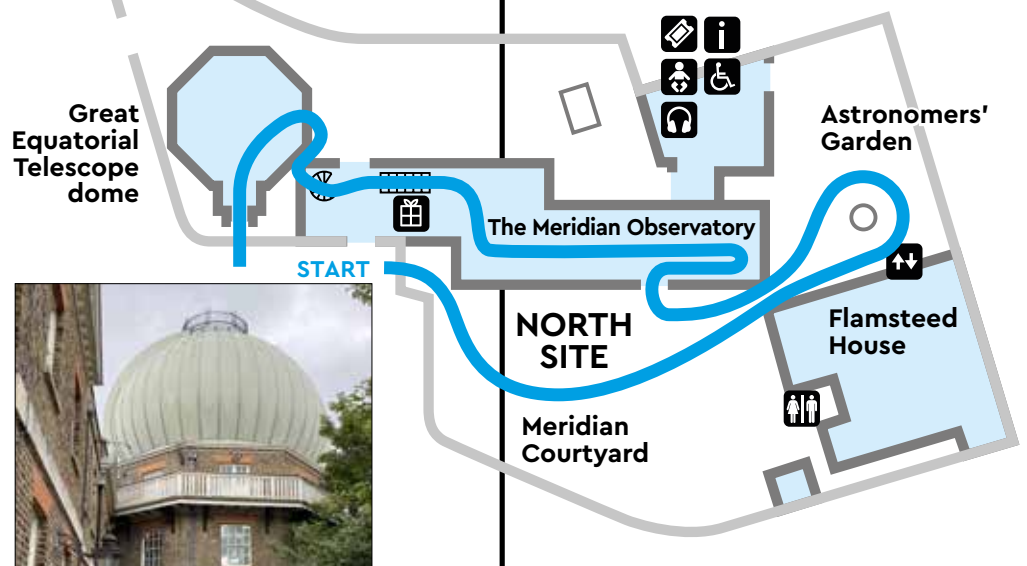 Great
Equatorial
Telescope
dome
Astronomers'
Garden
The Meridian Observatory
START
NORTH
SITE
Flamsteed
House
Meridian
Courtyard